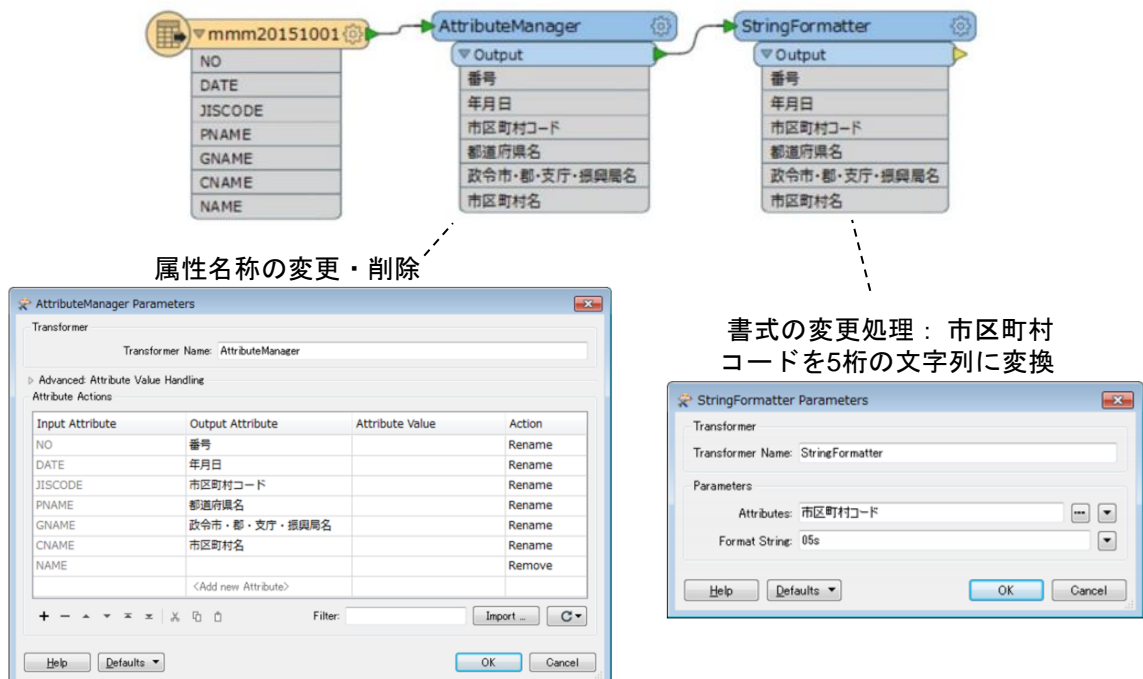 mmm20151001
NO
DATE
JISCODE
PNAME
GNAME
CNAME
NAME
AttributeManager
Output
番号
年月日
市区町村コード
都道府県名
政令市・郡・支庁・振興局名
市区町村名
StringFormatter
Output
番号
年月日
市区町村コード
都道府県名
政令市・郡・支庁・振興局名
市区町村名
属性名称の変更・削除
AttributeManager Parameters
Transformer
Transformer Name: AttributeManager
Advanced: Attribute Value Handling
Attribute Actions
Input Attribute Output Attribute Attribute Value Action
NO 番号 Rename
DATE 年月日 Rename
JISCODE 市区町村コード Rename
PNAME 都道府県名 Rename
GNAME 政令市・郡・支庁・振興局名 Rename
CNAME 市区町村名 Rename
NAME Remove
<Add new Attribute>
Filter: Import ...
Help Defaults OK Cancel
書式の変更処理： 市区町村
コードを5桁の文字列に変換
StringFormatter Parameters
Transformer
Transformer Name: StringFormatter
Parameters
Attributes: 市区町村コード ...
Format String: 05s
Help Defaults OK Cancel